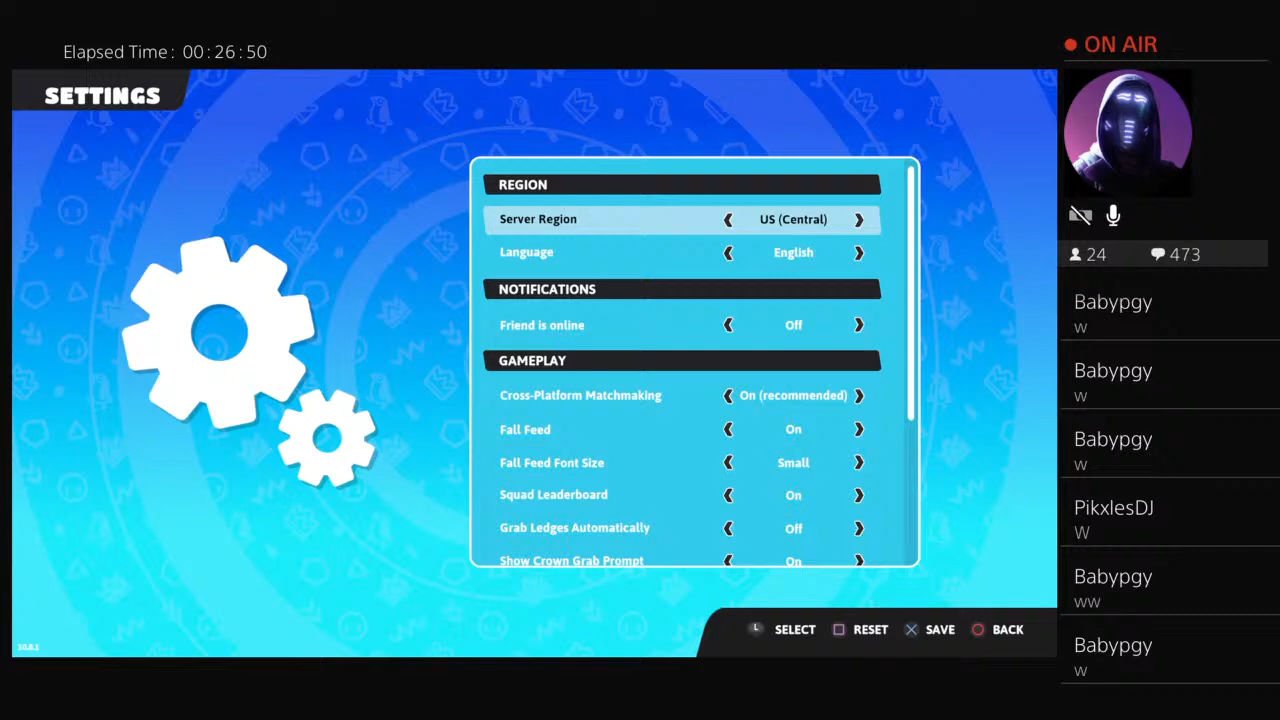 Elapsed Time: 00:26:50
ON AIR
SETTINGS
REGION
Server Region US (Central)
Language English
NOTIFICATIONS
Friend is online Off
GAMEPLAY
Cross-Platform Matchmaking On (recommended)
Fall Feed On
Fall Feed Font Size Small
Squad Leaderboard On
Grab Ledges Automatically Off
Show Crown Grab Prompt On
L SELECT RESET SAVE BACK
10.8.1
24 473
Babypgy
w
Babypgy
w
Babypgy
w
PikxlesDJ
W
Babypgy
ww
Babypgy
w